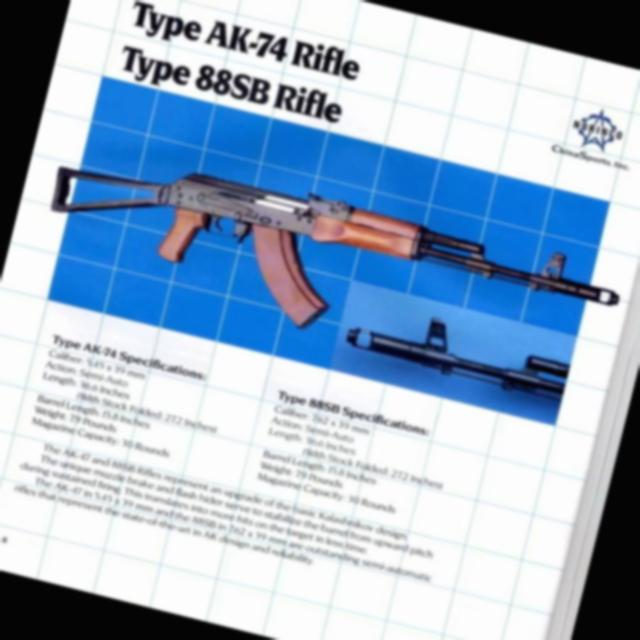 Type AK-74 Rifle
Type 88SB Rifle
ChinaSports, Inc.
Type AK-74 Specifications:
Caliber: 5.45 x 39 mm
Action: Semi-Auto
Length: 36.6 Inches
(With Stock Folded: 27.2 Inches)
Barrel Length: 15.6 Inches
Weight: 7.9 Pounds
Magazine Capacity: 30 Rounds
Type 88SB Specifications:
Caliber: 7.62 x 39 mm
Action: Semi-Auto
Length: 36.6 Inches
(With Stock Folded: 27.2 Inches)
Barrel Length: 15.6 Inches
Weight: 7.9 Pounds
Magazine Capacity: 30 Rounds
The AK-47 and 88SB Rifles represent an upgrade of the basic Kalashnikov design.
The unique muzzle brake and flash hider serve to stabilize the Rifle from upward pitch
during sustained firing. This translates into more hits on the target in less time.
The AK-47 in 5.45 x 39 mm and the 88SB in 7.62 x 39 mm are outstanding semi-automatic
rifles that represent the state-of-the-art in AK design and reliability.